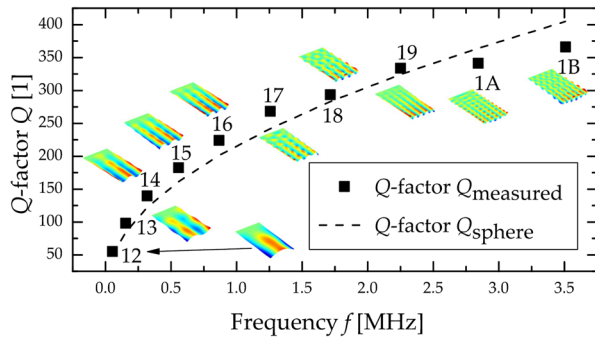 400
350
300
250
200
150
100
50
Q-factor Q [1]
12
13
14
15
16
17
18
19
1A
1B
Q-factor Qmeasured
Q-factor Qsphere
0.0 0.5 1.0 1.5 2.0 2.5 3.0 3.5
Frequency f [MHz]